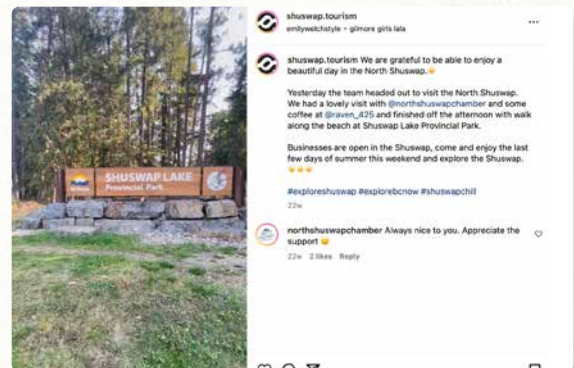 SHUSWAP LAKE
Provincial Park
shuswap.tourism
emilywelchstyle • gilmore girls lala
shuswap.tourism We are grateful to be able to enjoy a
beautiful day in the North Shuswap.
Yesterday the team headed out to visit the North Shuswap.
We had a lovely visit with @northshuswapchamber and some
coffee at @raven_425 and finished off the afternoon with walk
along the beach at Shuswap Lake Provincial Park.
Businesses are open in the Shuswap, come and enjoy the last
few days of summer this weekend and explore the Shuswap.
#exploreshuswap #explorebcnow #shuswapchill
22w
northshuswapchamber Always nice to you. Appreciate the
support 😊
22w 2 likes Reply